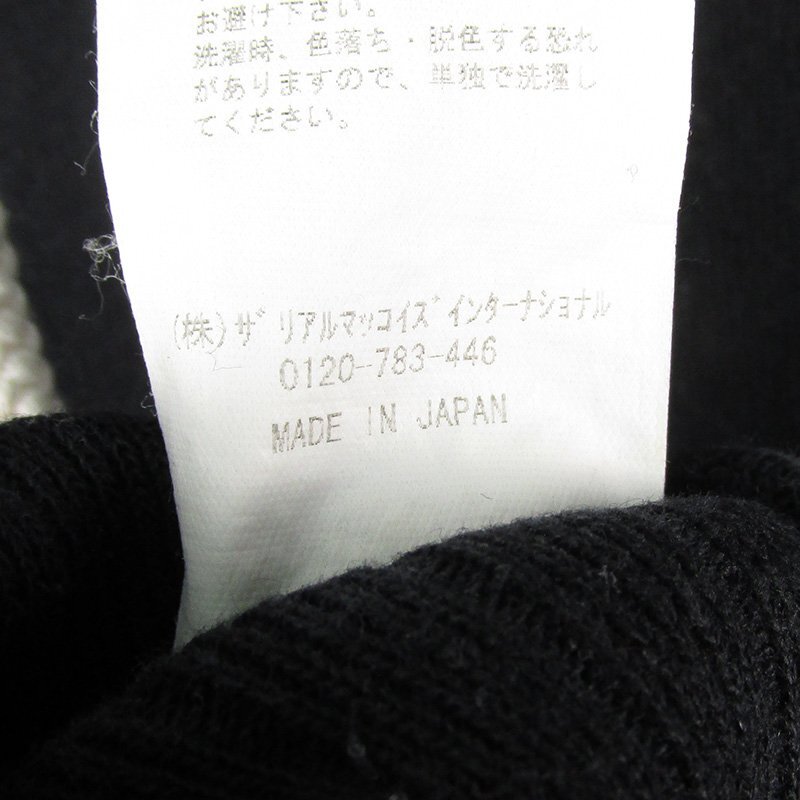 お避け下さい。
洗濯時、色落ち・脱色する恐れ
がありますので、単独で洗濯し
てください。
(株)ｻﾞ ﾘｱﾙﾏｯｺｲｽﾞｲﾝﾀｰﾅｼｮﾅﾙ
0120-783-446
MADE IN JAPAN